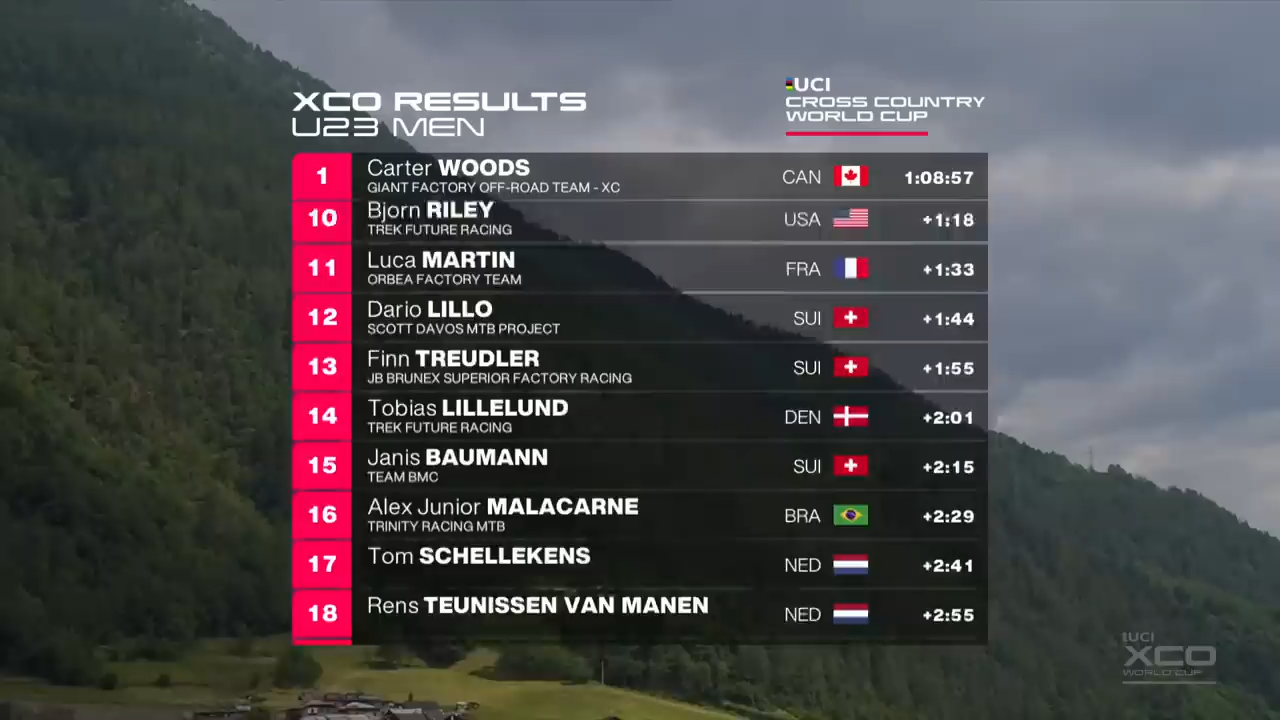 XCO RESULTS
U23 MEN
UCI
CROSS COUNTRY
WORLD CUP
1 Carter WOODS CAN 1:08:57
GIANT FACTORY OFF-ROAD TEAM - XC
10 Bjorn RILEY USA +1:18
TREK FUTURE RACING
11 Luca MARTIN FRA +1:33
ORBEA FACTORY TEAM
12 Dario LILLO SUI +1:44
SCOTT DAVOS MTB PROJECT
13 Finn TREUDLER SUI +1:55
JB BRUNEX SUPERIOR FACTORY RACING
14 Tobias LILLELUND DEN +2:01
TREK FUTURE RACING
15 Janis BAUMANN SUI +2:15
TEAM BMC
16 Alex Junior MALACARNE BRA +2:29
TRINITY RACING MTB
17 Tom SCHELLEKENS NED +2:41
18 Rens TEUNISSEN VAN MANEN NED +2:55
UCI
XCO
WORLD CUP